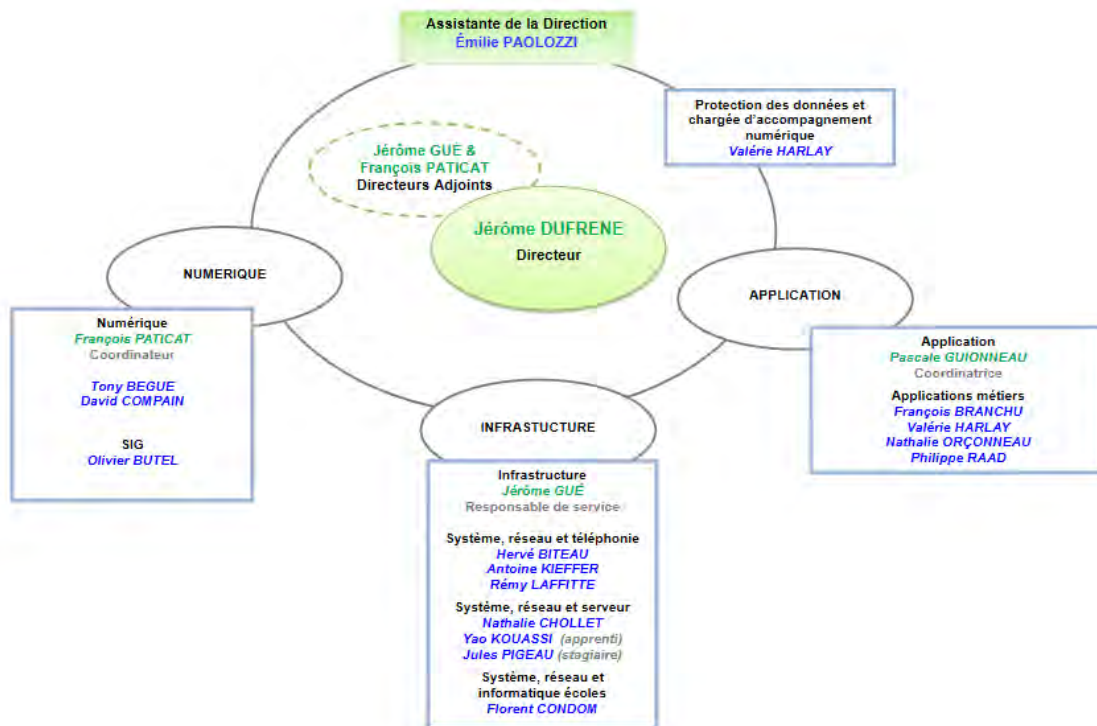 Assistante de la Direction
Émilie PAOLOZZI
Protection des données et
chargée d'accompagnement
numérique
Valérie HARLAY
Jérôme GUÉ &
François PATICAT
Directeurs Adjoints
Jérôme DUFRENE
Directeur
NUMERIQUE
APPLICATION
Numérique
François PATICAT
Coordinateur
Tony BEGUE
David COMPAIN
SIG
Olivier BUTEL
INFRASTUCTURE
Application
Pascale GUIONNEAU
Coordinatrice
Applications métiers
François BRANCHU
Valérie HARLAY
Nathalie ORÇONNEAU
Philippe RAAD
Infrastructure
Jérôme GUÉ
Responsable de service
Système, réseau et téléphonie
Hervé BITEAU
Antoine KIEFFER
Rémy LAFFITTE
Système, réseau et serveur
Nathalie CHOLLET
Yao KOUASSI (apprenti)
Jules PIGEAU (stagiaire)
Système, réseau et
informatique écoles
Florent CONDOM